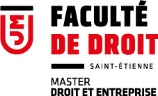 FACULTÉ
DE DROIT
SAINT-ÉTIENNE
MASTER
DROIT ET ENTREPRISE